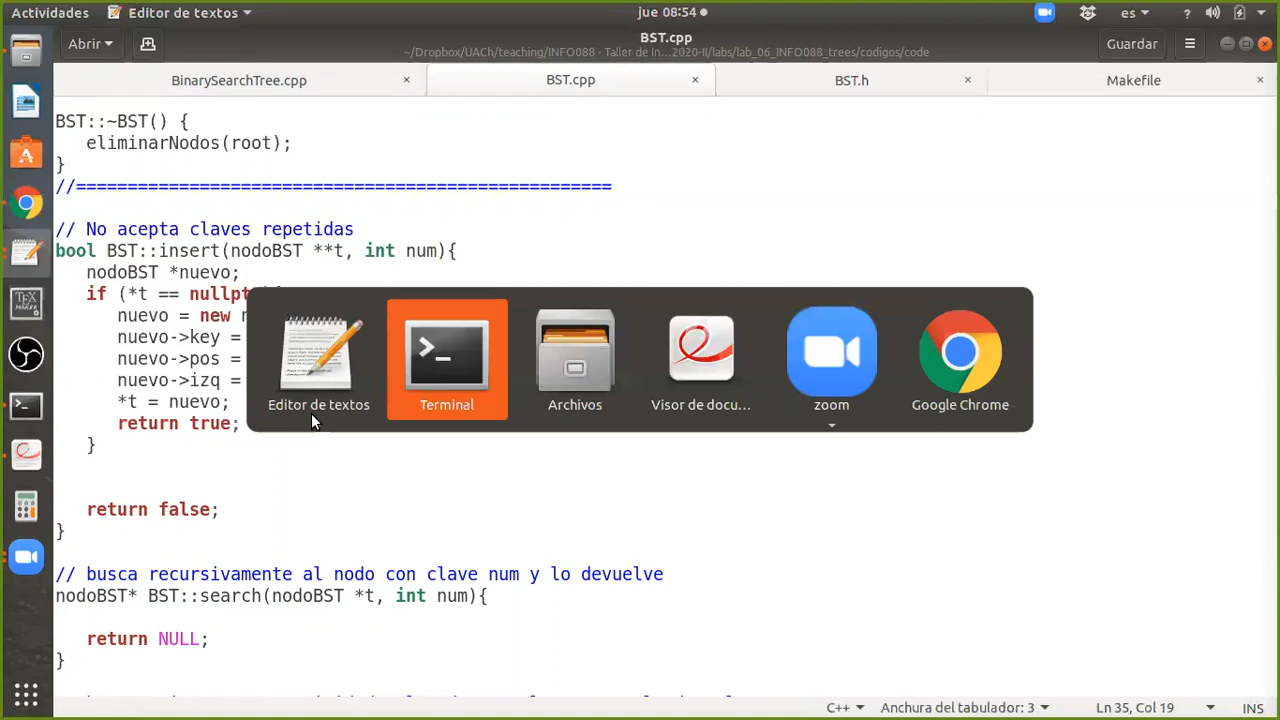 Actividades Editor de textos jue 08:54 es ?
Abrir BST.cpp Guardar
~/Dropbox/UACh/teaching/INFO088 - Taller de in...2020-II/labs/lab_06_INFO088_trees/codigos/code
BinarySearchTree.cpp × BST.cpp × BST.h × Makefile ×
BST::~BST() {
eliminarNodos(root);
}
//====================================================
// No acepta claves repetidas
bool BST::insert(nodoBST **t, int num){
nodoBST *nuevo;
if (*t == nullpt
nuevo = new n
nuevo->key =
nuevo->pos =
nuevo->izq =
*t = nuevo;
return true;
}
Editor de textos Terminal Archivos Visor de docu... zoom Google Chrome
return false;
}
// busca recursivamente al nodo con clave num y lo devuelve
nodoBST* BST::search(nodoBST *t, int num){
return NULL;
}
C++ Anchura del tabulador: 3 Ln 35, Col 19 INS